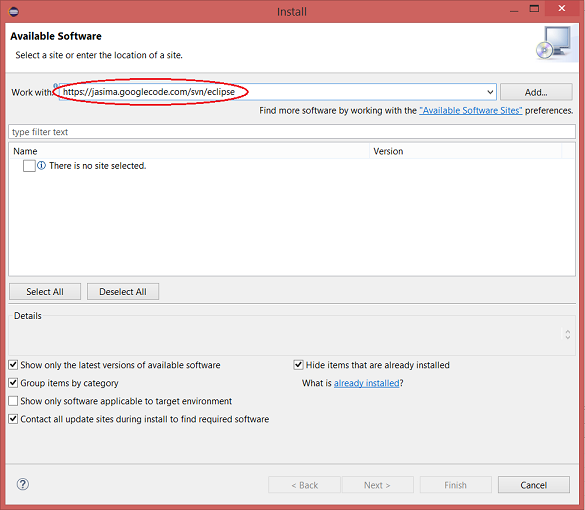 Install
Available Software
Select a site or enter the location of a site.
Work with: https://jasima.googlecode.com/svn/eclipse Add...
Find more software by working with the "Available Software Sites" preferences.
type filter text
Name Version
There is no site selected.
Select All Deselect All
Details
Show only the latest versions of available software Hide items that are already installed
Group items by category What is already installed?
Show only software applicable to target environment
Contact all update sites during install to find required software
? < Back Next > Finish Cancel